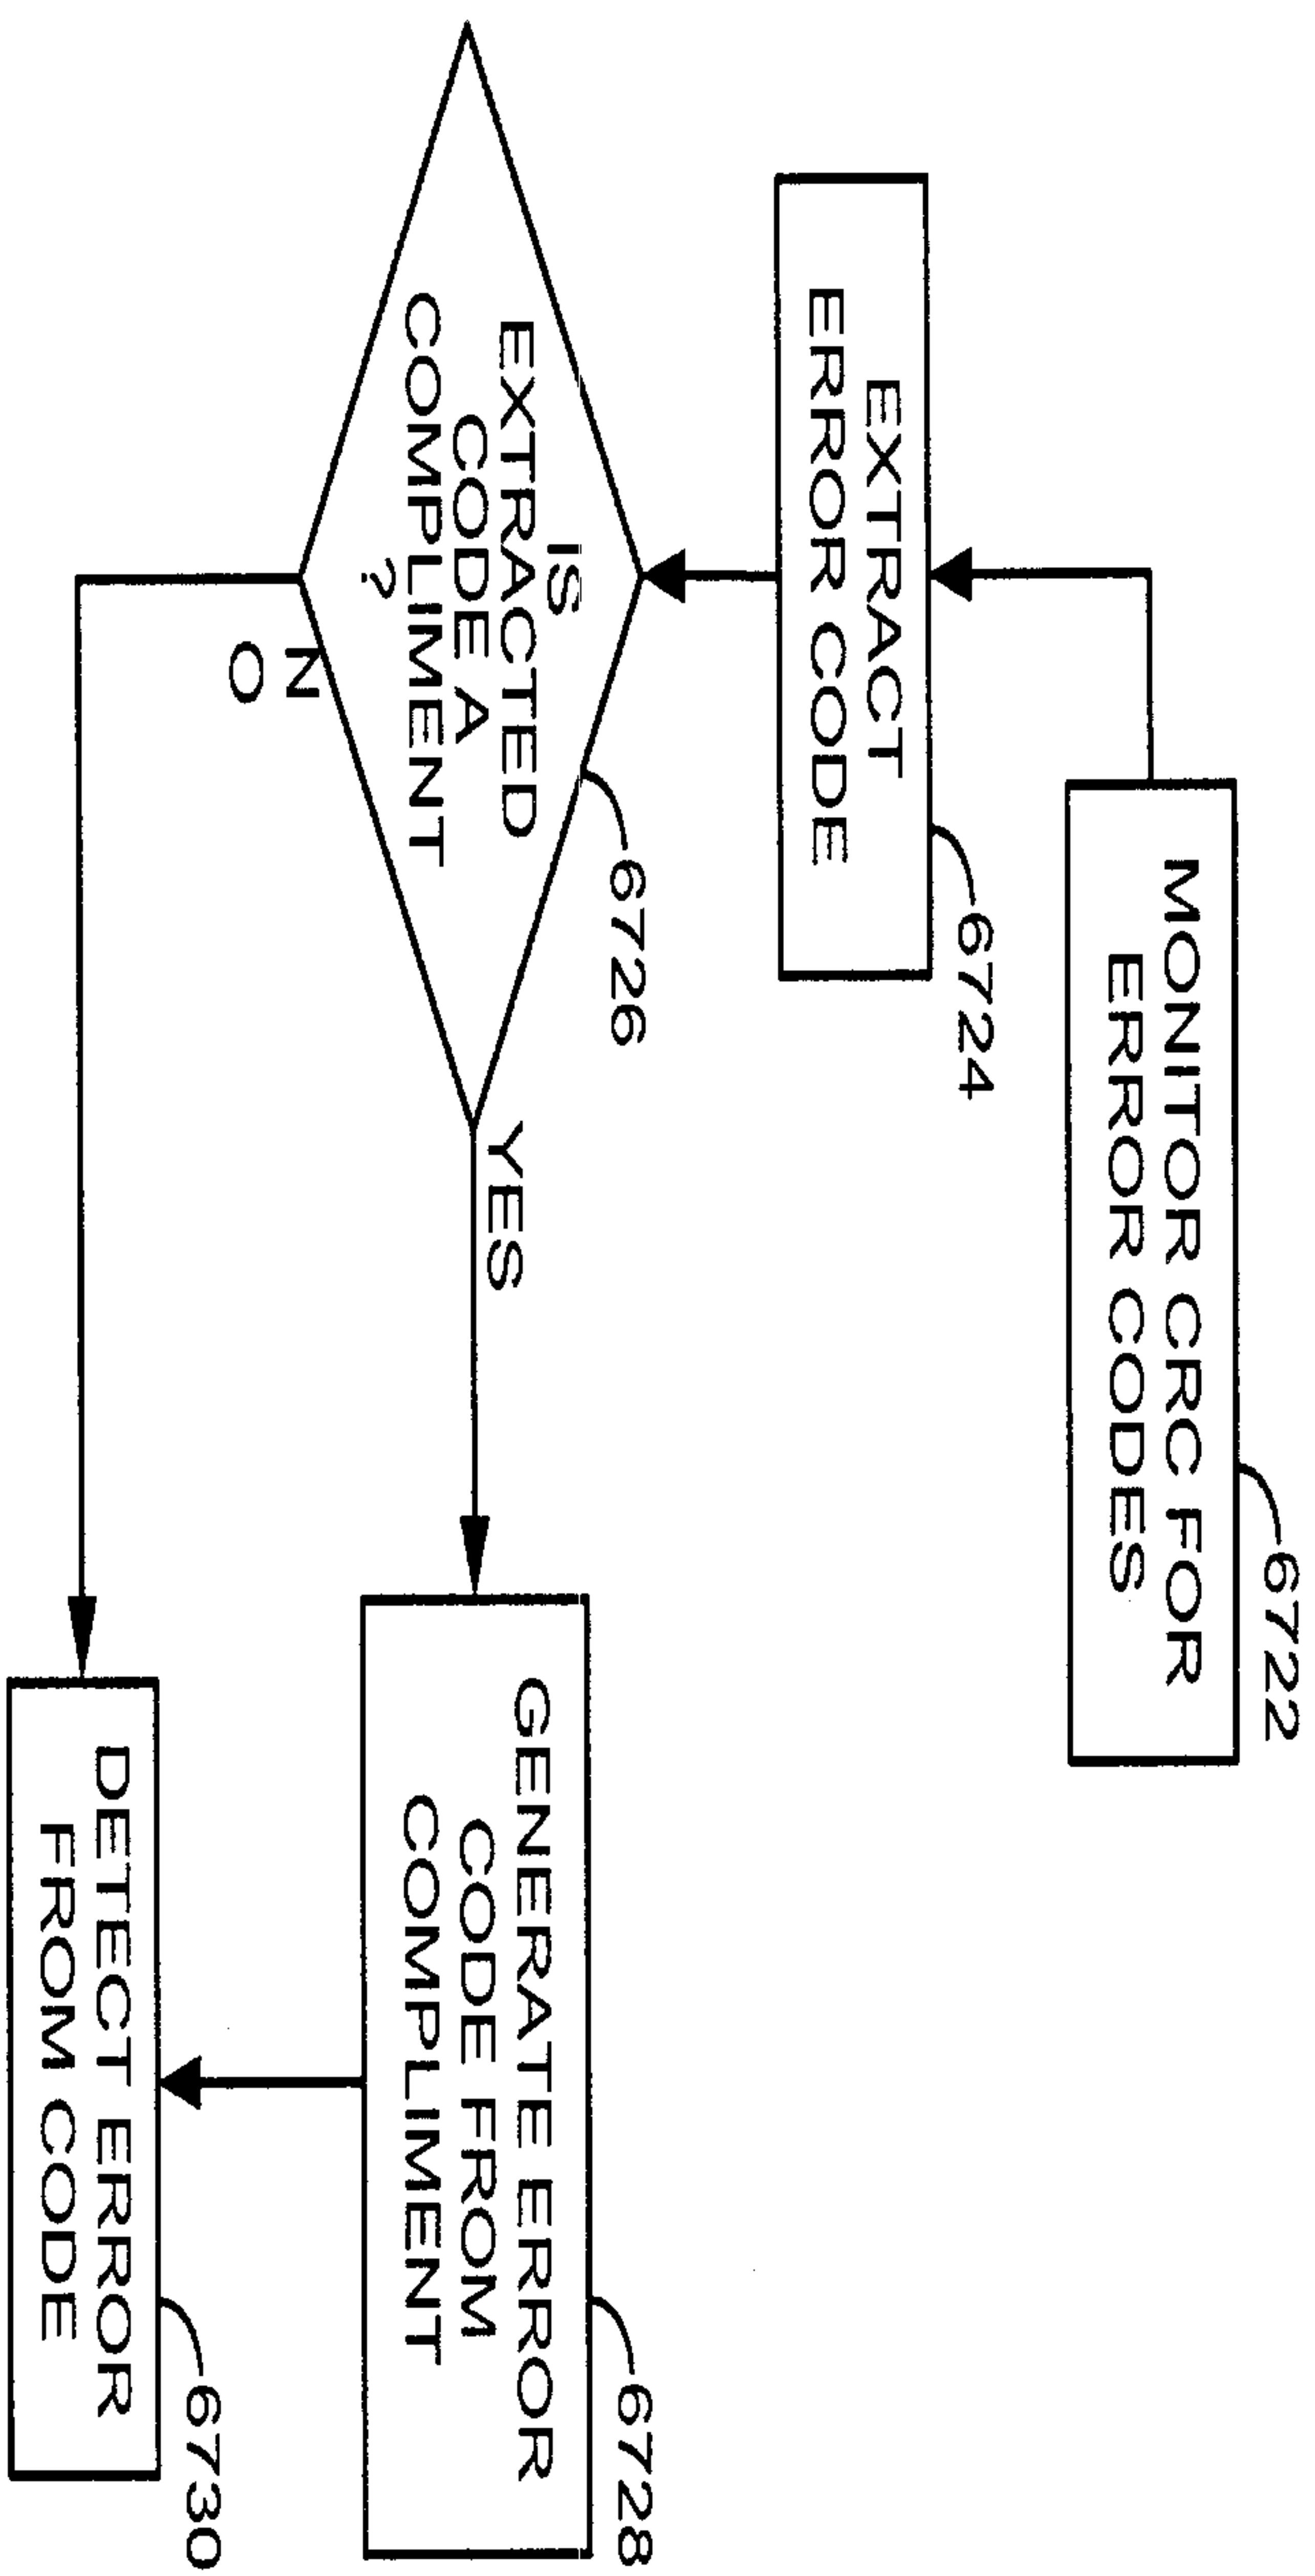 6722
MONITOR CRC FOR
ERROR CODES
6724
EXTRACT
ERROR CODE
6726
IS
EXTRACTED
CODE A
COMPLIMENT
?
YES
NO
6728
GENERATE ERROR
CODE FROM
COMPLIMENT
6730
DETECT ERROR
FROM CODE